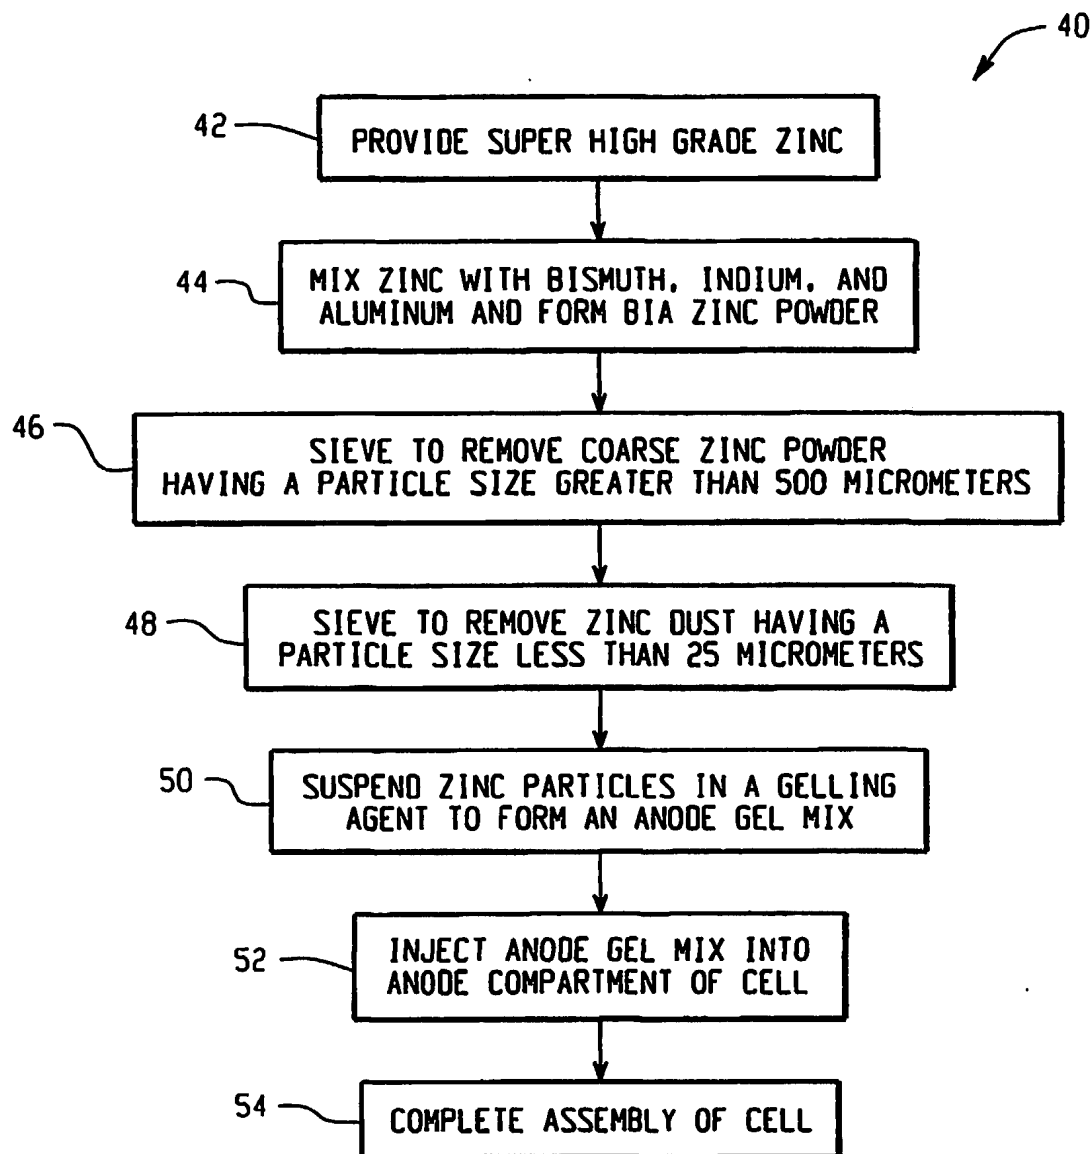 40
42
PROVIDE SUPER HIGH GRADE ZINC
44
MIX ZINC WITH BISMUTH, INDIUM, AND
ALUMINUM AND FORM BIA ZINC POWDER
46
SIEVE TO REMOVE COARSE ZINC POWDER
HAVING A PARTICLE SIZE GREATER THAN 500 MICROMETERS
48
SIEVE TO REMOVE ZINC DUST HAVING A
PARTICLE SIZE LESS THAN 25 MICROMETERS
50
SUSPEND ZINC PARTICLES IN A GELLING
AGENT TO FORM AN ANODE GEL MIX
52
INJECT ANODE GEL MIX INTO
ANODE COMPARTMENT OF CELL
54
COMPLETE ASSEMBLY OF CELL